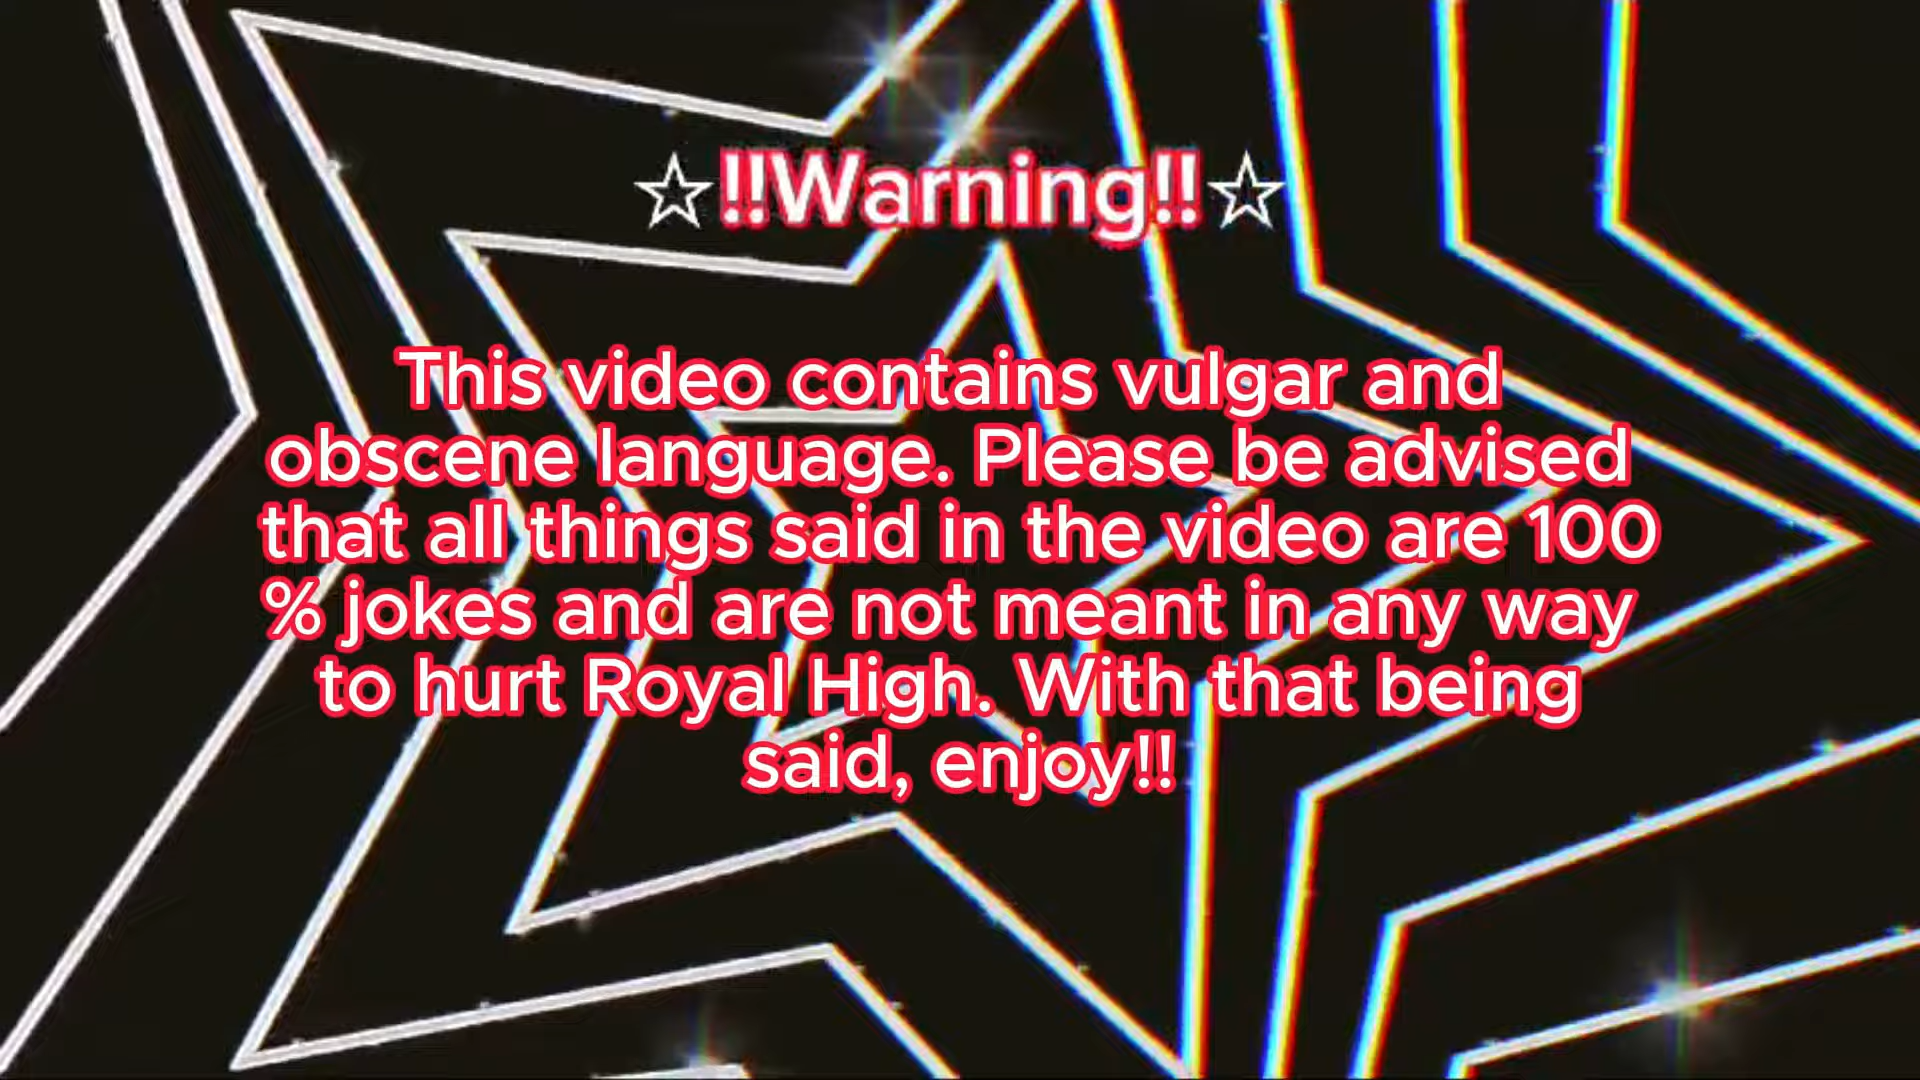 ☆!!Warning!!☆
This video contains vulgar and
obscene language. Please be advised
that all things said in the video are 100
% jokes and are not meant in any way
to hurt Royal High. With that being
said, enjoy!!